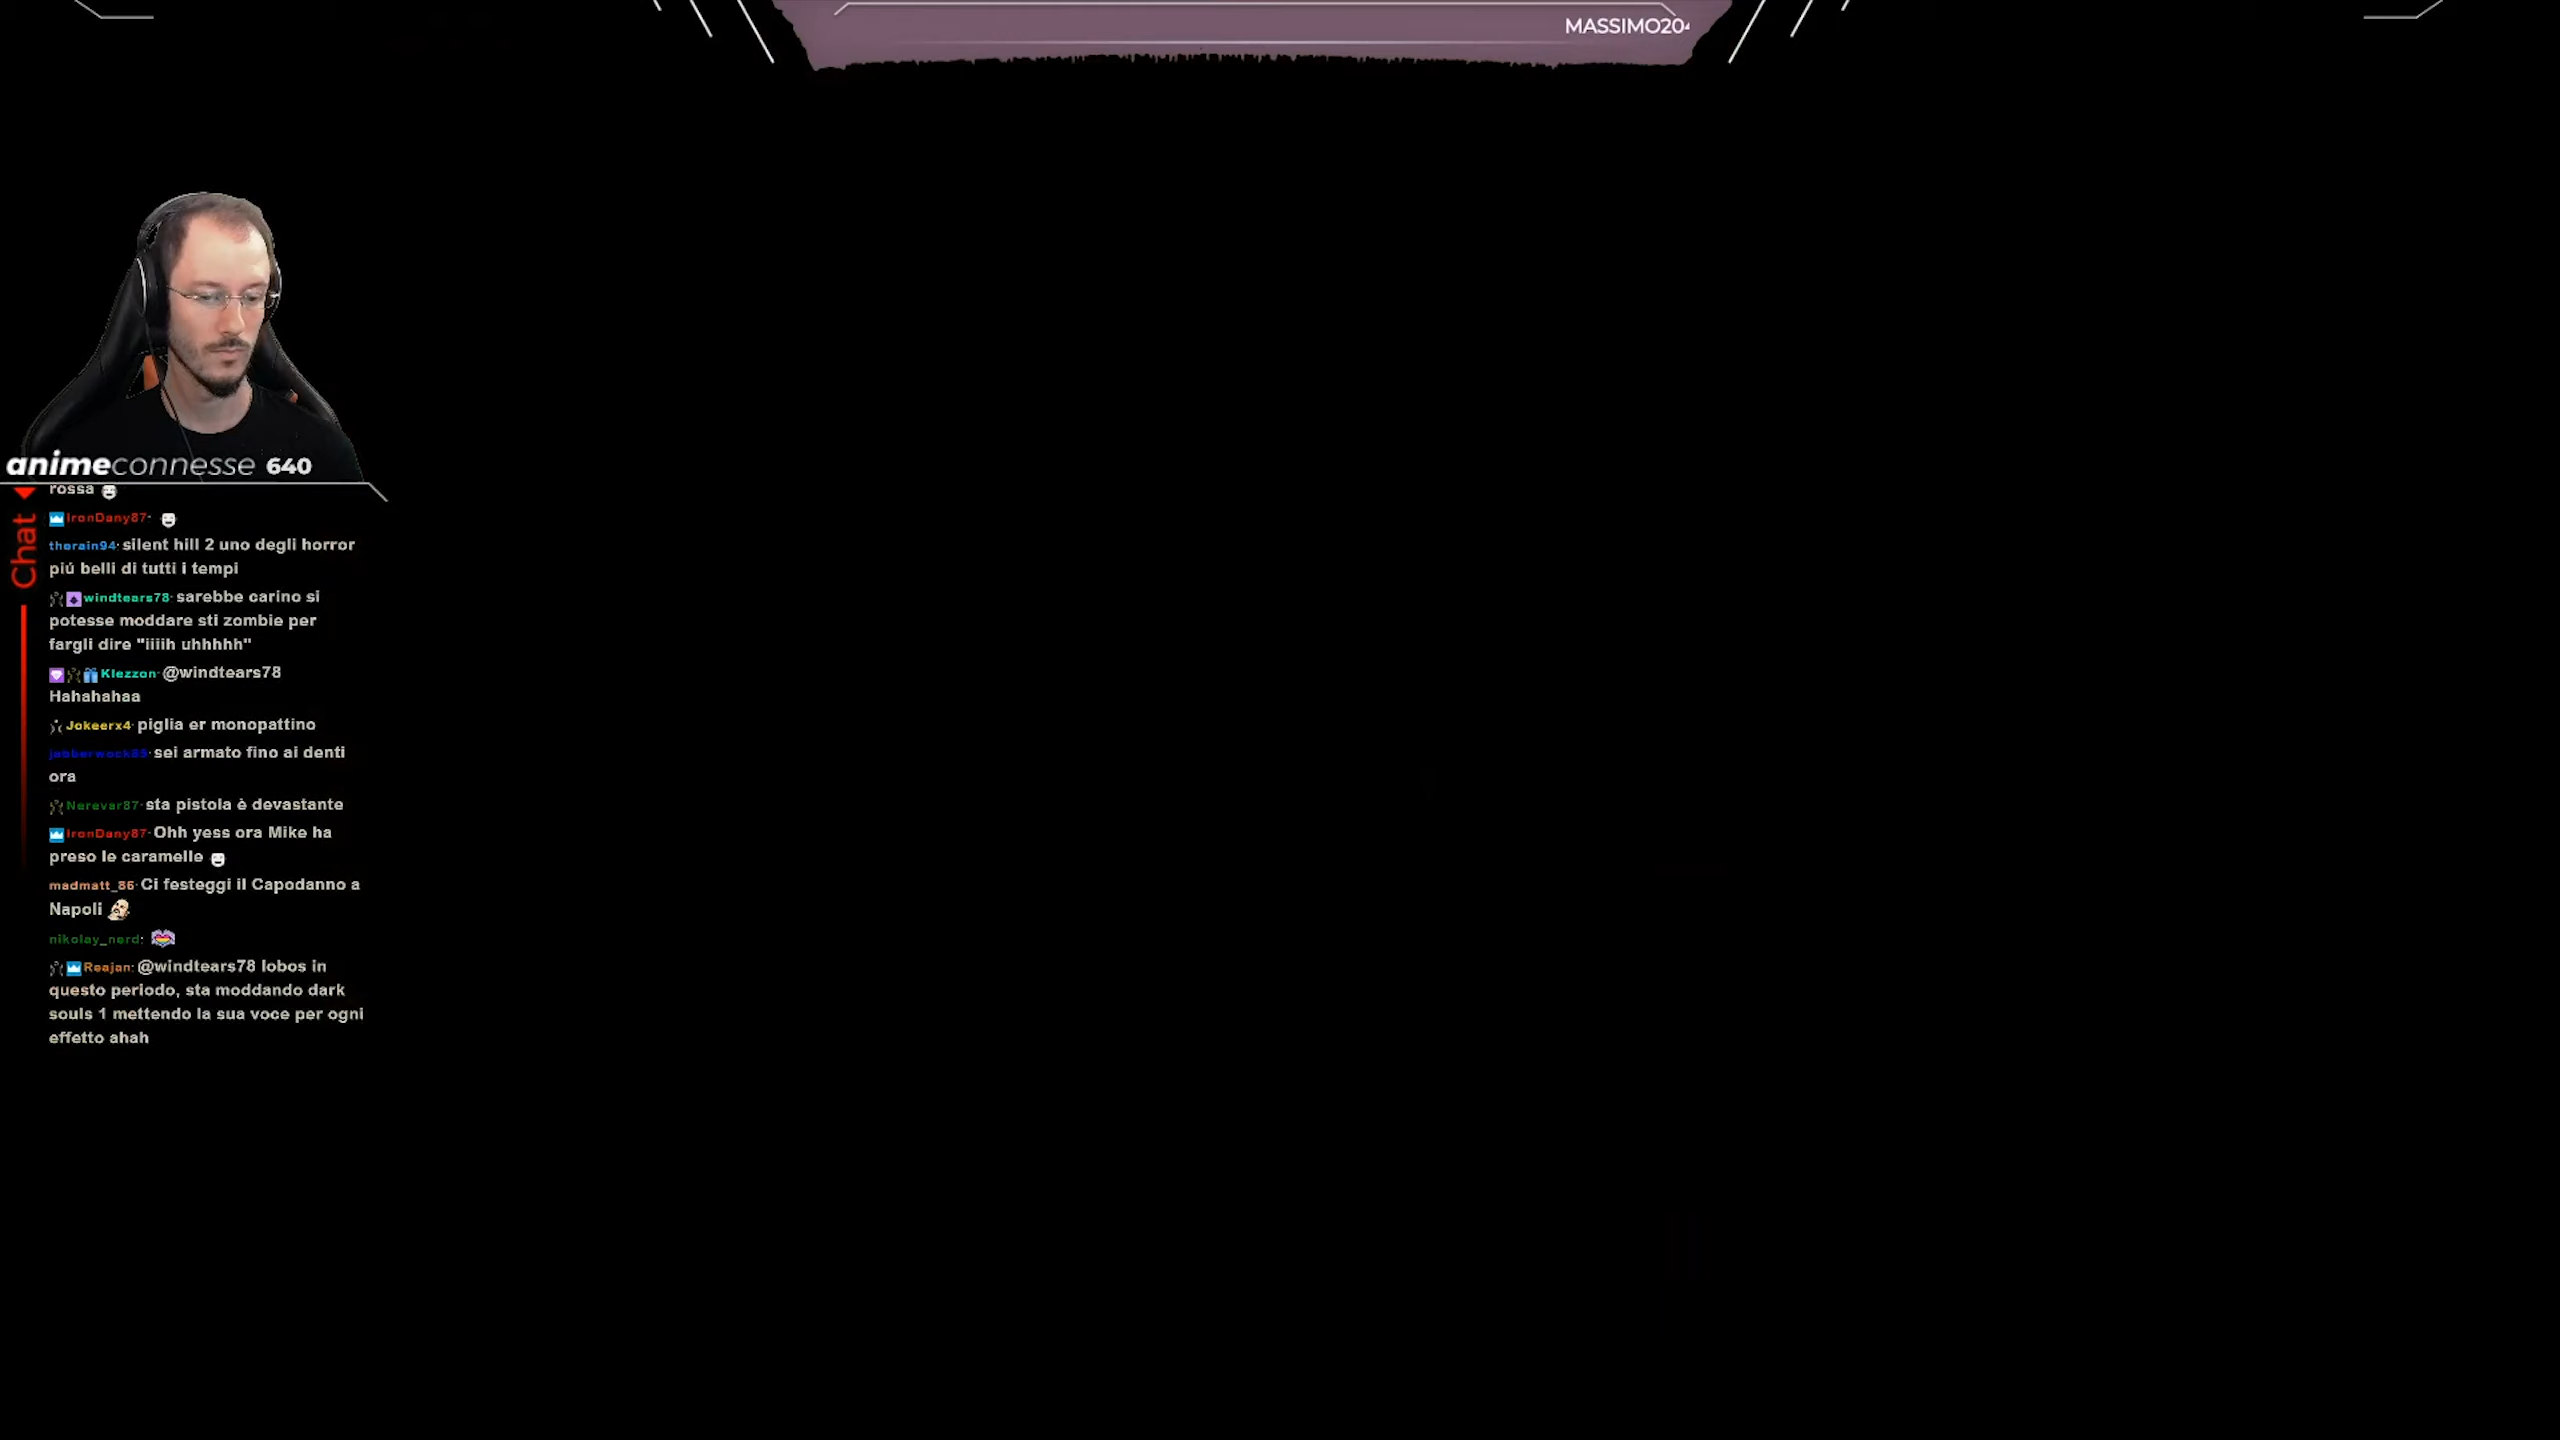 MASSIMO204
animeconnesse 640
rossa
Chat
IronDany87:
therain94: silent hill 2 uno degli horror
piú belli di tutti i tempi
windtears78: sarebbe carino si
potesse moddare sti zombie per
fargli dire "iiiih uhhhhh"
Klezzon: @windtears78
Hahahahaa
Jokeerx4: piglia er monopattino
jabberwock85: sei armato fino ai denti
ora
Nerevar87: sta pistola è devastante
IronDany87: Ohh yess ora Mike ha
preso le caramelle
madmatt_86: Ci festeggi il Capodanno a
Napoli
nikolay_nerd:
Reajan: @windtears78 lobos in
questo periodo, sta moddando dark
souls 1 mettendo la sua voce per ogni
effetto ahah